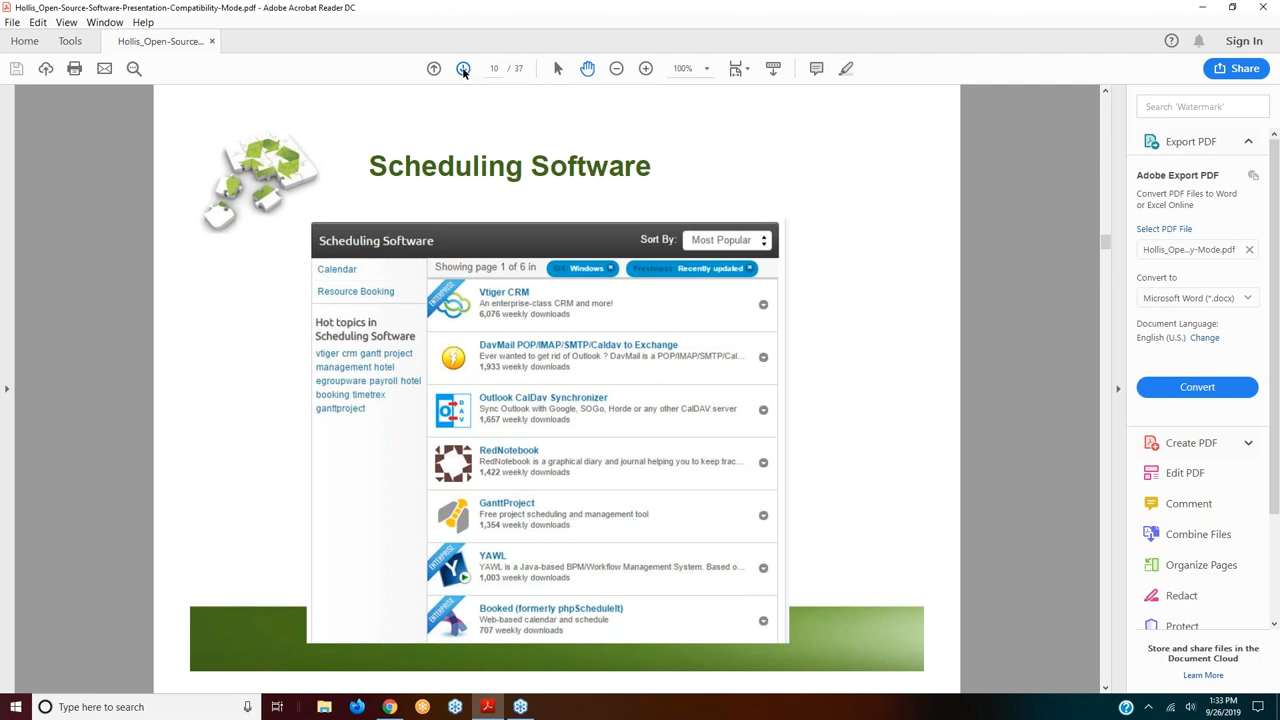 Hollis_Open-Source-Software-Presentation-Compatibility-Mode.pdf - Adobe Acrobat Reader DC
File Edit View Window Help
Home Tools Hollis_Open-Source... × Sign In
10 / 37 100% Share
Scheduling Software
Scheduling Software Sort By: Most Popular
Calendar
Resource Booking
Hot topics in
Scheduling Software
vtiger crm gantt project
management hotel
egroupware payroll hotel
booking timetrex
ganttproject
Showing page 1 of 6 in OS: Windows Freshness: Recently updated
ENTERPRISE
Vtiger CRM
An enterprise-class CRM and more!
6,076 weekly downloads
DavMail POP/IMAP/SMTP/Caldav to Exchange
Ever wanted to get rid of Outlook ? DavMail is a POP/IMAP/SMTP/Cal...
1,933 weekly downloads
Outlook CalDav Synchronizer
Sync Outlook with Google, SOGo, Horde or any other CalDAV server
1,657 weekly downloads
RedNotebook
RedNotebook is a graphical diary and journal helping you to keep trac...
1,422 weekly downloads
GanttProject
Free project scheduling and management tool
1,354 weekly downloads
ENTERPRISE
YAWL
YAWL is a Java-based BPM/Workflow Management System. Based o...
1,003 weekly downloads
ENTERPRISE
Booked (formerly phpScheduleIt)
Web-based calendar and schedule
707 weekly downloads
Search 'Watermark'
Export PDF
Adobe Export PDF
Convert PDF Files to Word
or Excel Online
Select PDF File
Hollis_Ope...y-Mode.pdf
Convert to
Microsoft Word (*.docx)
Document Language:
English (U.S.) Change
Convert
Create PDF
Edit PDF
Comment
Combine Files
Organize Pages
Redact
Protect
Store and share files in the
Document Cloud
Learn More
Type here to search
1:33 PM
9/26/2019